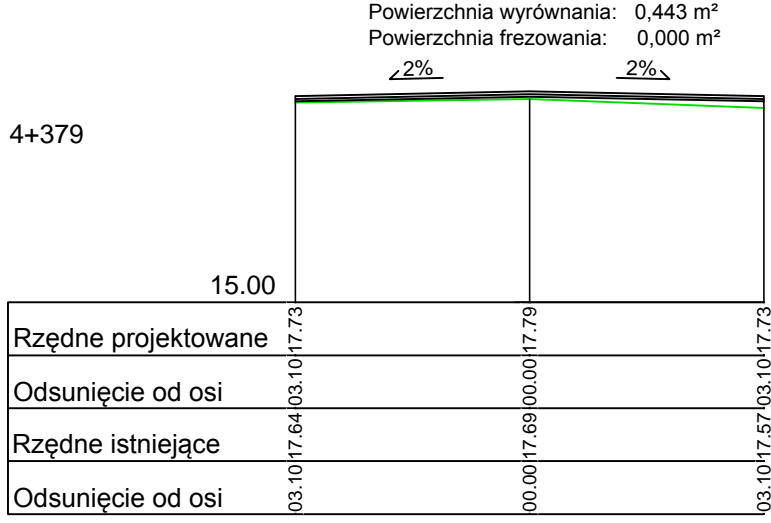 Powierzchnia wyrównania: 0,443 m²
Powierzchnia frezowania: 0,000 m²
2% 2%
4+379
15.00
Rzędne projektowane 17.73 17.79 17.73
Odsunięcie od osi 03.10 00.00 03.10
Rzędne istniejące 17.64 17.69 17.57
Odsunięcie od osi 03.10 00.00 03.10